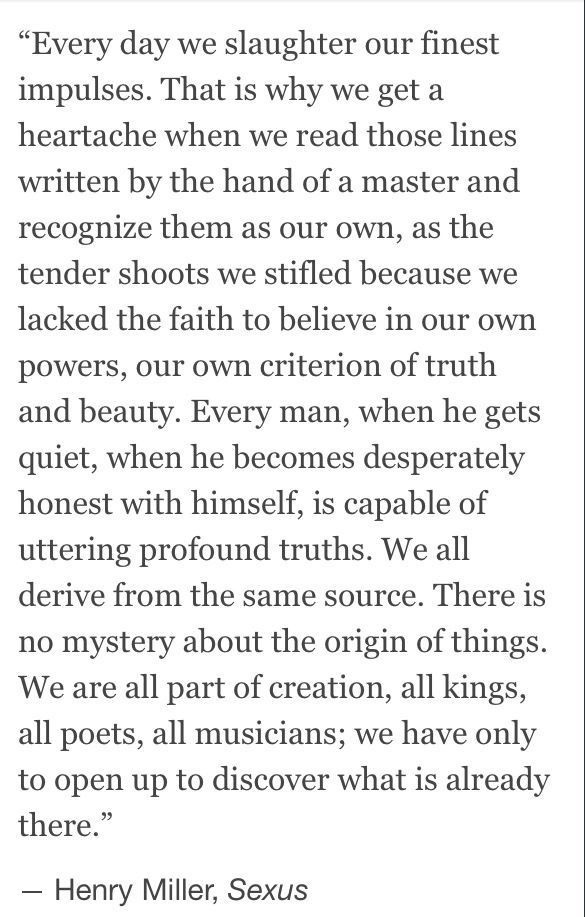 “Every day we slaughter our finest
impulses. That is why we get a
heartache when we read those lines
written by the hand of a master and
recognize them as our own, as the
tender shoots we stifled because we
lacked the faith to believe in our own
powers, our own criterion of truth
and beauty. Every man, when he gets
quiet, when he becomes desperately
honest with himself, is capable of
uttering profound truths. We all
derive from the same source. There is
no mystery about the origin of things.
We are all part of creation, all kings,
all poets, all musicians; we have only
to open up to discover what is already
there.”
— Henry Miller, Sexus